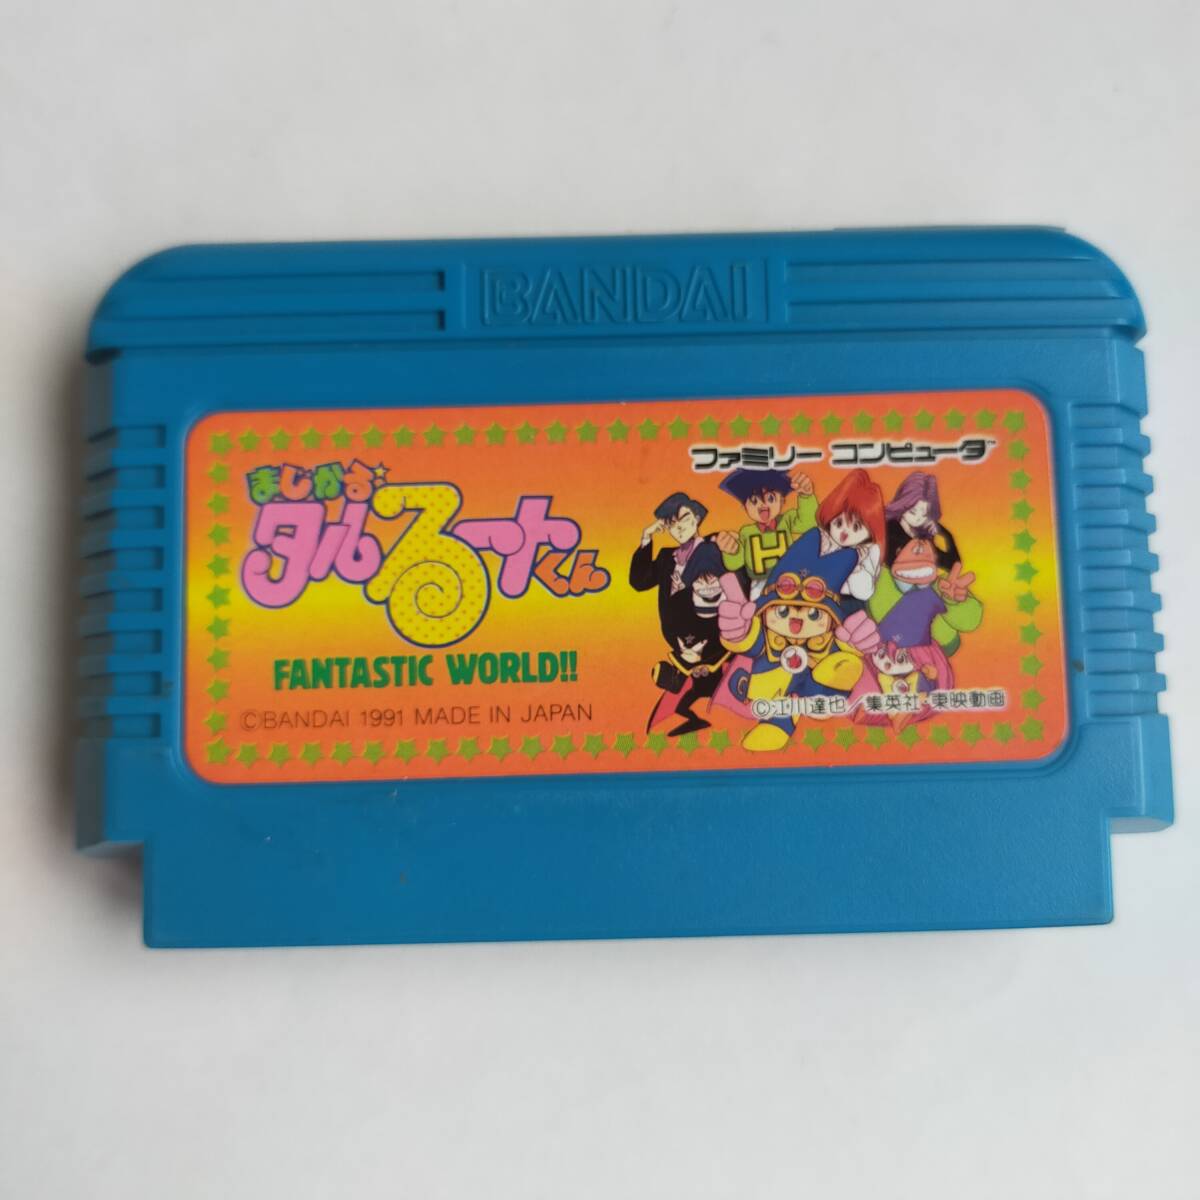 BANDAI
ファミリー コンピュータ™
まじかる
タルるートくん
FANTASTIC WORLD!!
©BANDAI 1991 MADE IN JAPAN
©江川達也/集英社・東映動画
H